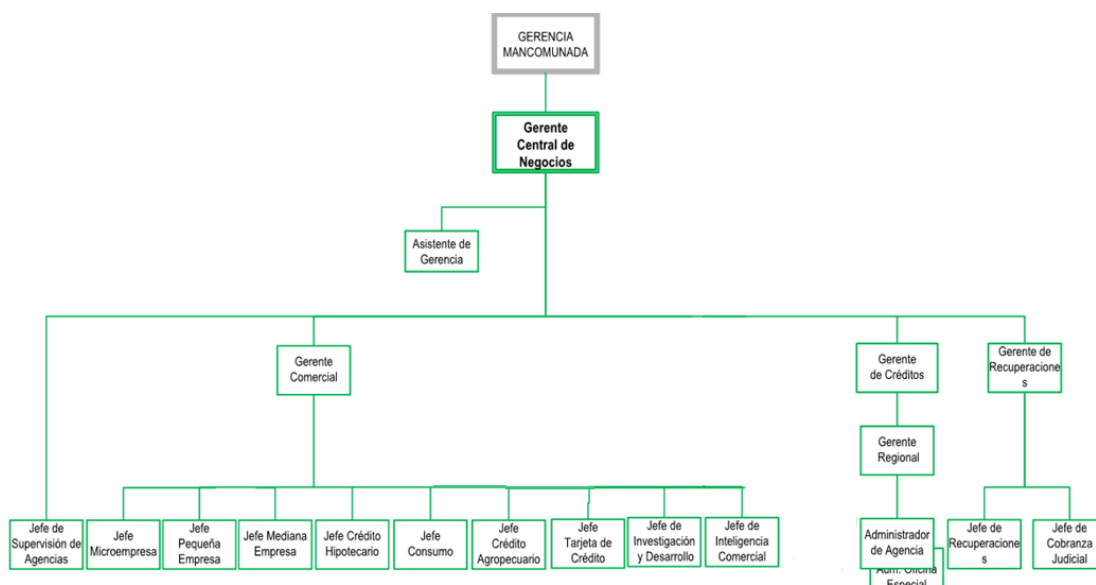 GERENCIA
MANCOMUNADA
Gerente
Central de
Negocios
Asistente de
Gerencia
Gerente
Comercial
Gerente
de Créditos
Gerente de
Recuperacione
s
Gerente
Regional
Jefe de
Supervisión de
Agencias
Jefe
Microempresa
Jefe
Pequeña
Empresa
Jefe Mediana
Empresa
Jefe Crédito
Hipotecario
Jefe
Consumo
Jefe
Crédito
Agropecuario
Jefe
Tarjeta de
Crédito
Jefe de
Investigación
y Desarrollo
Jefe de
Inteligencia
Comercial
Administrador
de Agencia
Adm. Oficina
Especial
Jefe de
Recuperacione
s
Jefe de
Cobranza
Judicial